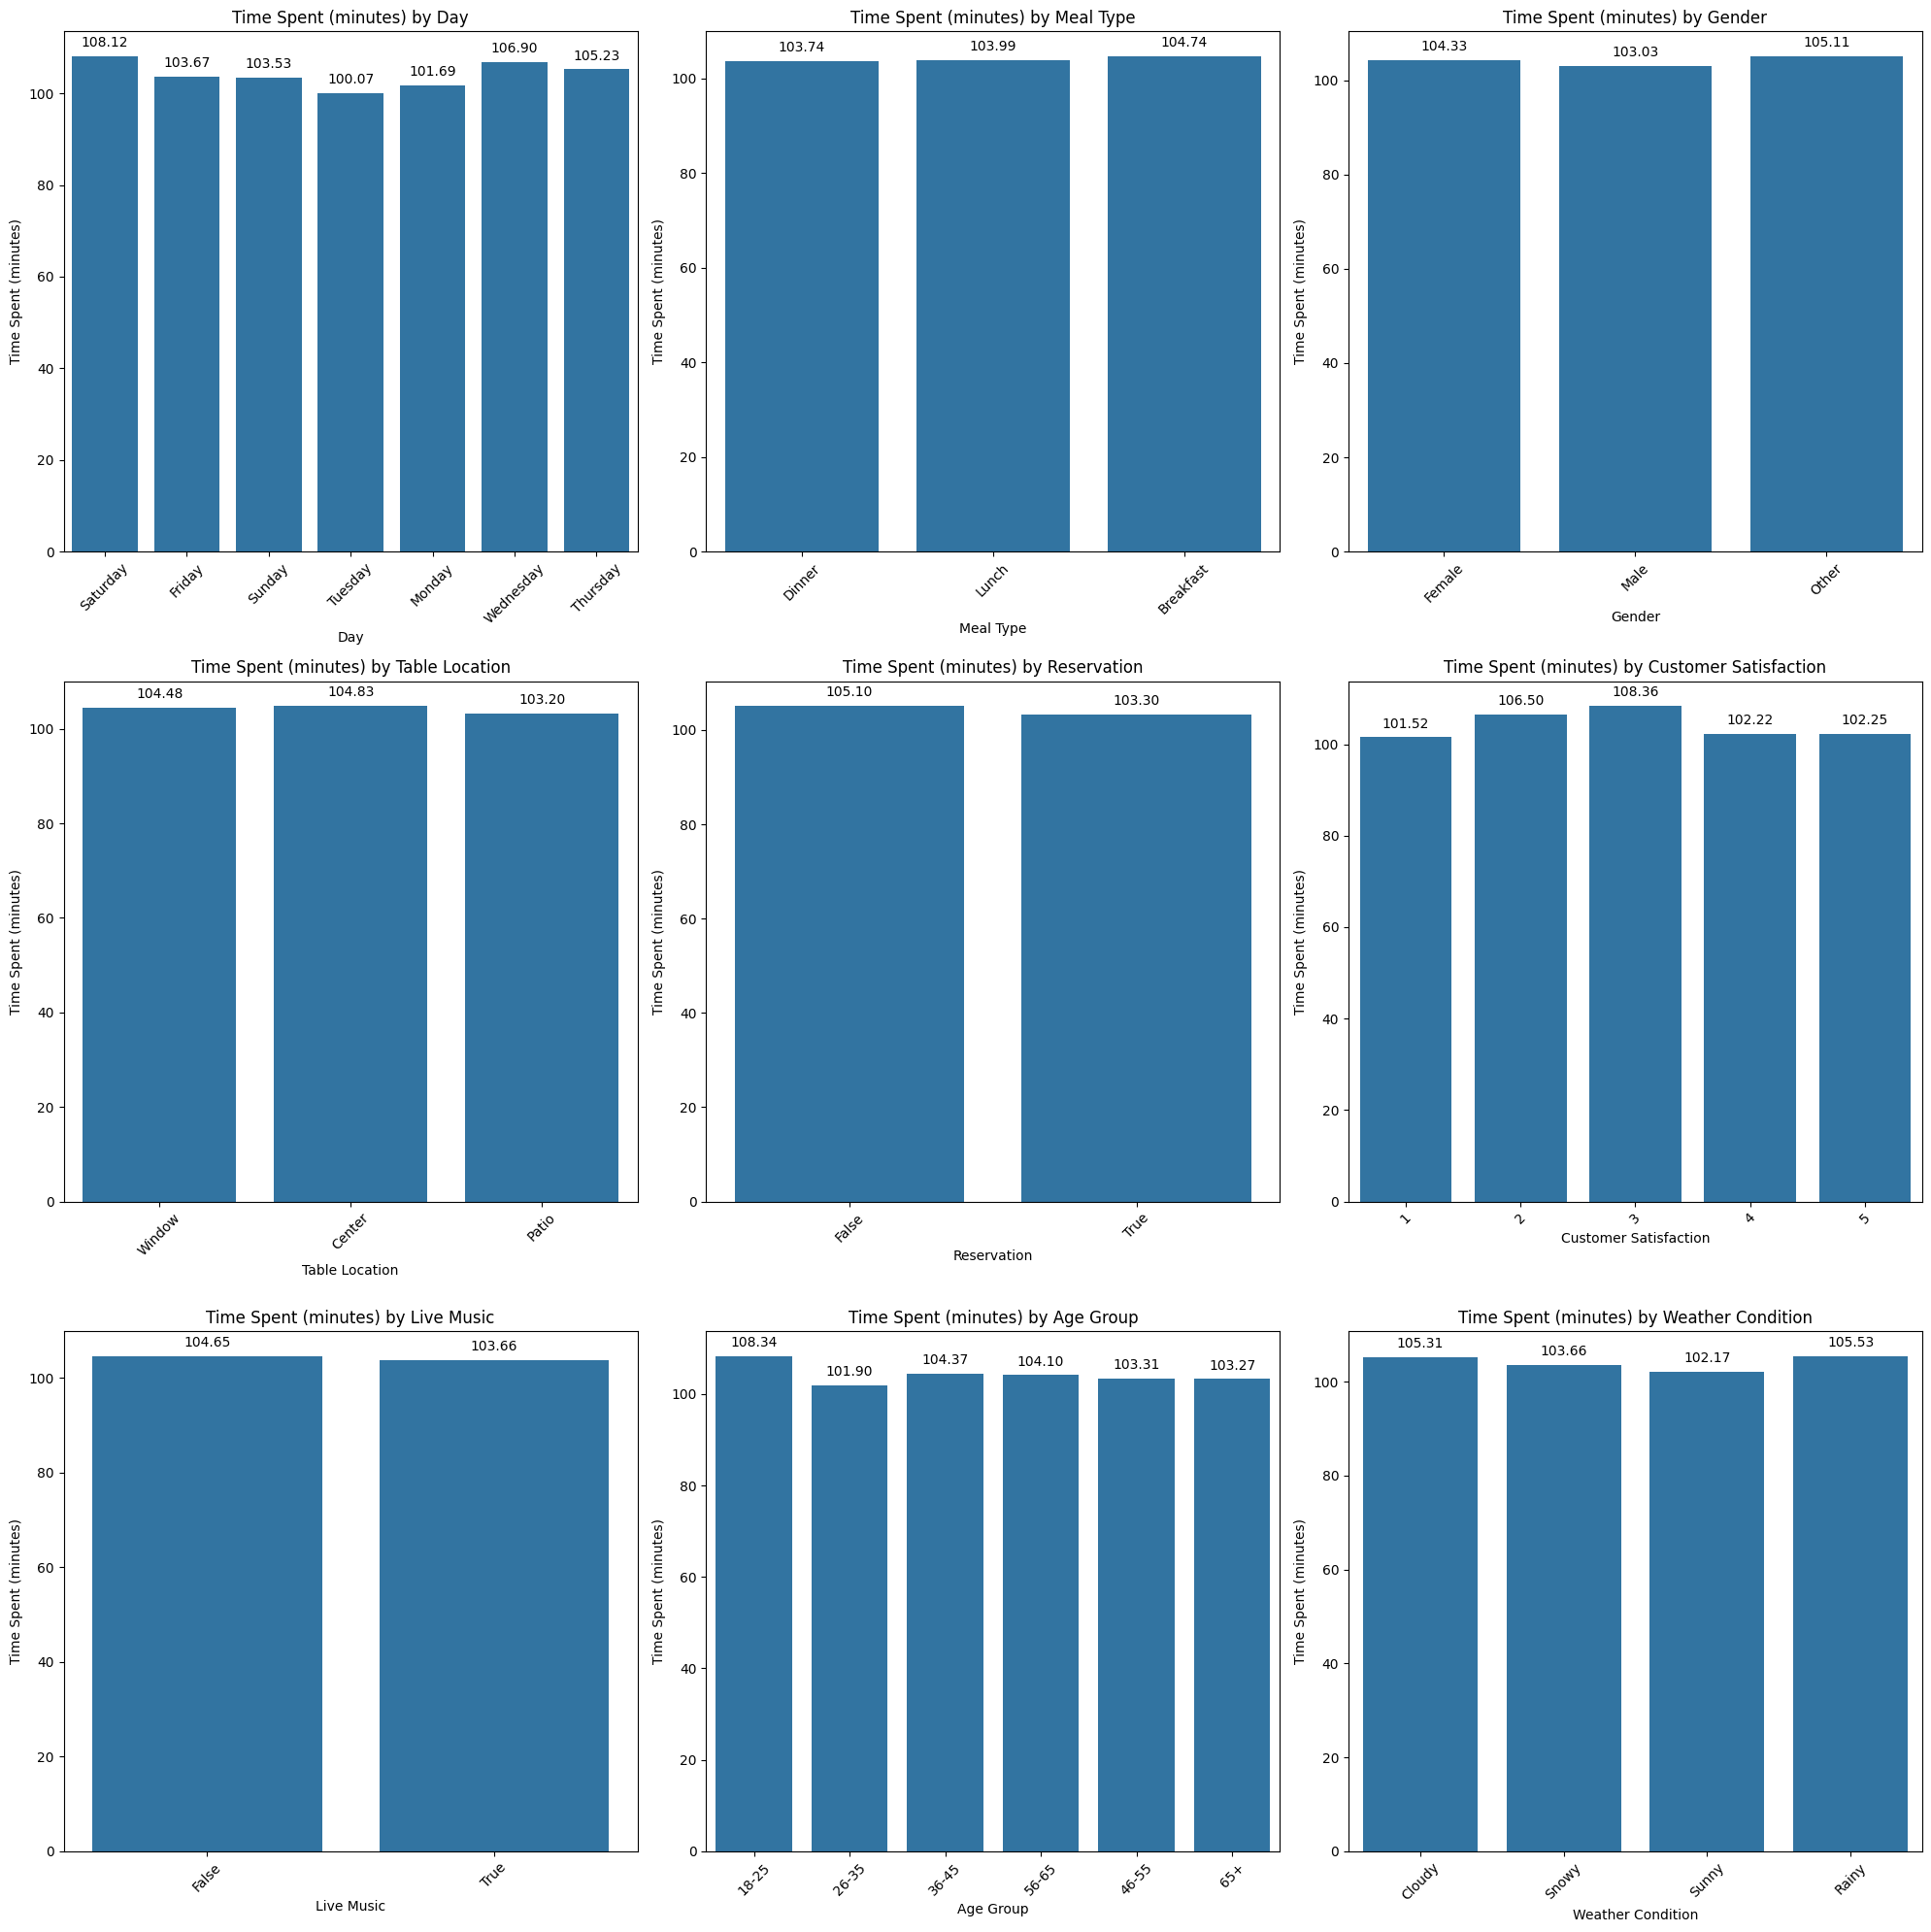 Time Spent (minutes) by Day
108.12
103.67
103.53
100.07
101.69
106.90
105.23
100
80
60
40
20
0
Time Spent (minutes)
Saturday
Friday
Sunday
Tuesday
Monday
Wednesday
Thursday
Day
Time Spent (minutes) by Meal Type
103.74
103.99
104.74
100
80
60
40
20
0
Time Spent (minutes)
Dinner
Lunch
Breakfast
Meal Type
Time Spent (minutes) by Gender
104.33
103.03
105.11
100
80
60
40
20
0
Time Spent (minutes)
Female
Male
Other
Gender
Time Spent (minutes) by Table Location
104.48
104.83
103.20
100
80
60
40
20
0
Time Spent (minutes)
Window
Center
Patio
Table Location
Time Spent (minutes) by Reservation
105.10
103.30
100
80
60
40
20
0
Time Spent (minutes)
False
True
Reservation
Time Spent (minutes) by Customer Satisfaction
101.52
106.50
108.36
102.22
102.25
100
80
60
40
20
0
Time Spent (minutes)
1
2
3
4
5
Customer Satisfaction
Time Spent (minutes) by Live Music
104.65
103.66
100
80
60
40
20
0
Time Spent (minutes)
False
True
Live Music
Time Spent (minutes) by Age Group
108.34
101.90
104.37
104.10
103.31
103.27
100
80
60
40
20
0
Time Spent (minutes)
18-25
26-35
36-45
56-65
46-55
65+
Age Group
Time Spent (minutes) by Weather Condition
105.31
103.66
102.17
105.53
100
80
60
40
20
0
Time Spent (minutes)
Cloudy
Snowy
Sunny
Rainy
Weather Condition